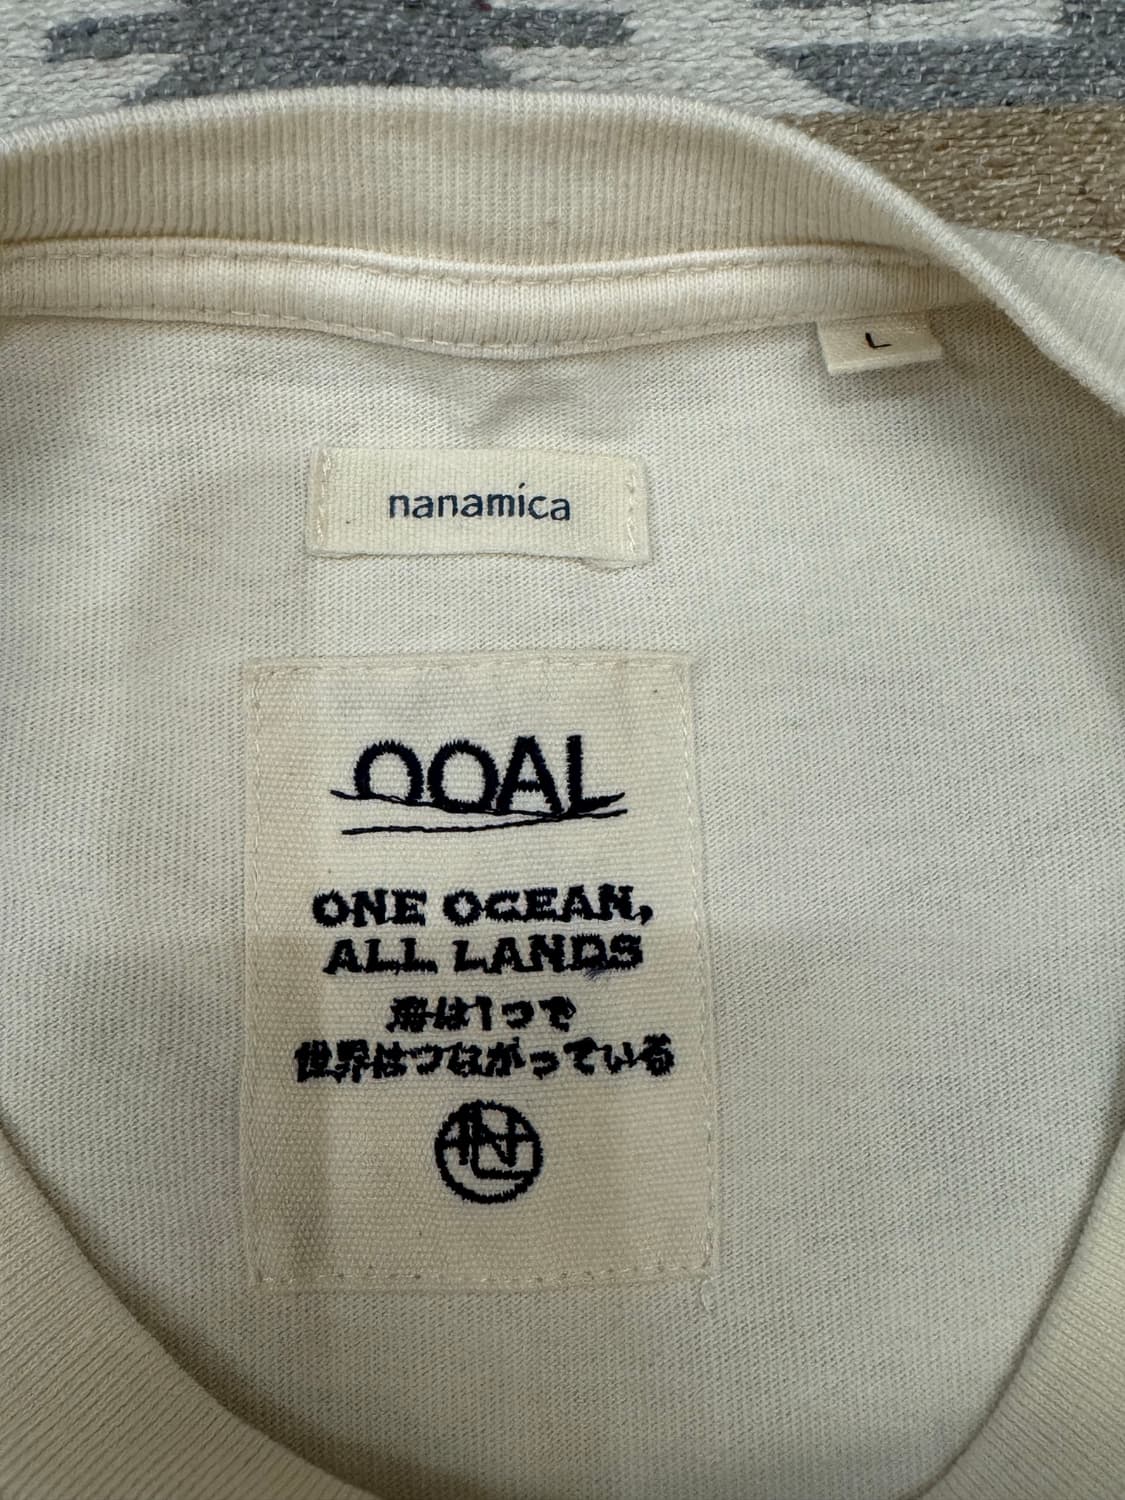 L
nanamica
OOAL
ONE OCEAN,
ALL LANDS
海は1つで
世界はつながっている